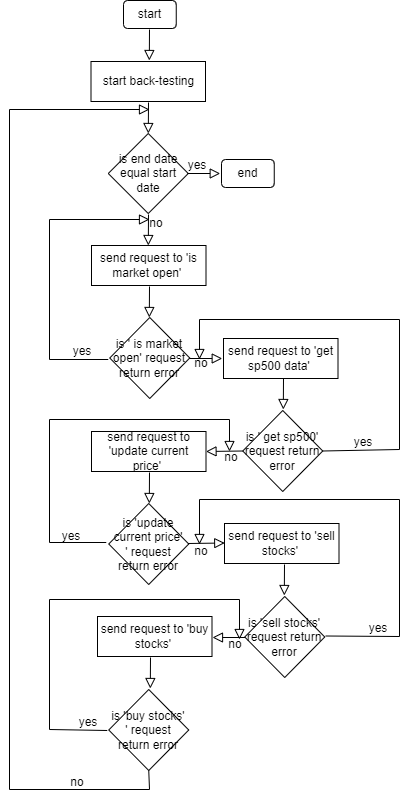 start
start back-testing
is end date
equal start
date
yes
end
no
send request to 'is
market open'
is ' is market
open' request
return error
yes
no
send request to 'get
sp500 data'
is ' get sp500'
request return
error
yes
no
send request to
'update current
price'
is 'update
current price'
' request
return error
yes
no
send request to 'sell
stocks'
is 'sell stocks'
request return
error
yes
no
send request to 'buy
stocks'
is 'buy stocks'
' request
return error
yes
no